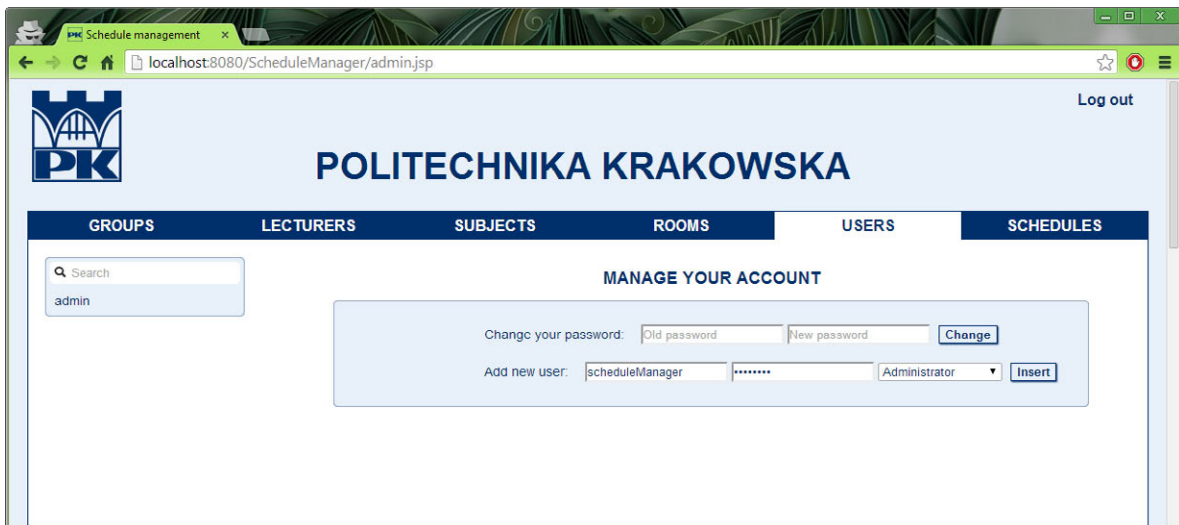 Schedule management
localhost:8080/ScheduleManager/admin.jsp
Log out
PK
POLITECHNIKA KRAKOWSKA
GROUPS LECTURERS SUBJECTS ROOMS USERS SCHEDULES
Search
admin
MANAGE YOUR ACCOUNT
Change your password: Old password New password Change
Add new user: scheduleManager •••••••• Administrator Insert